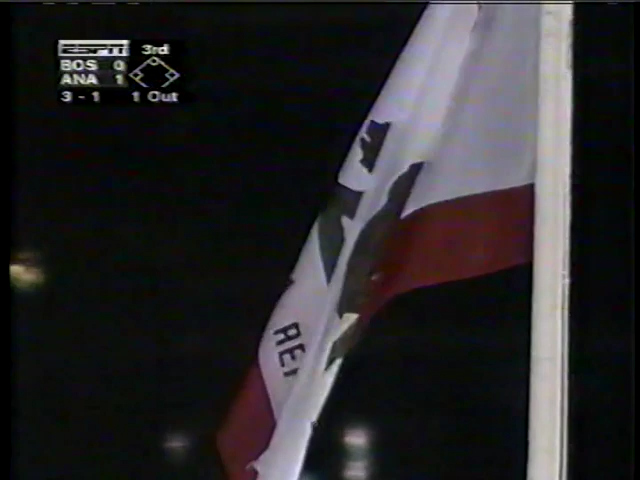 ESPN 3rd
BOS 0
ANA 1
3 - 1 1 Out
RE